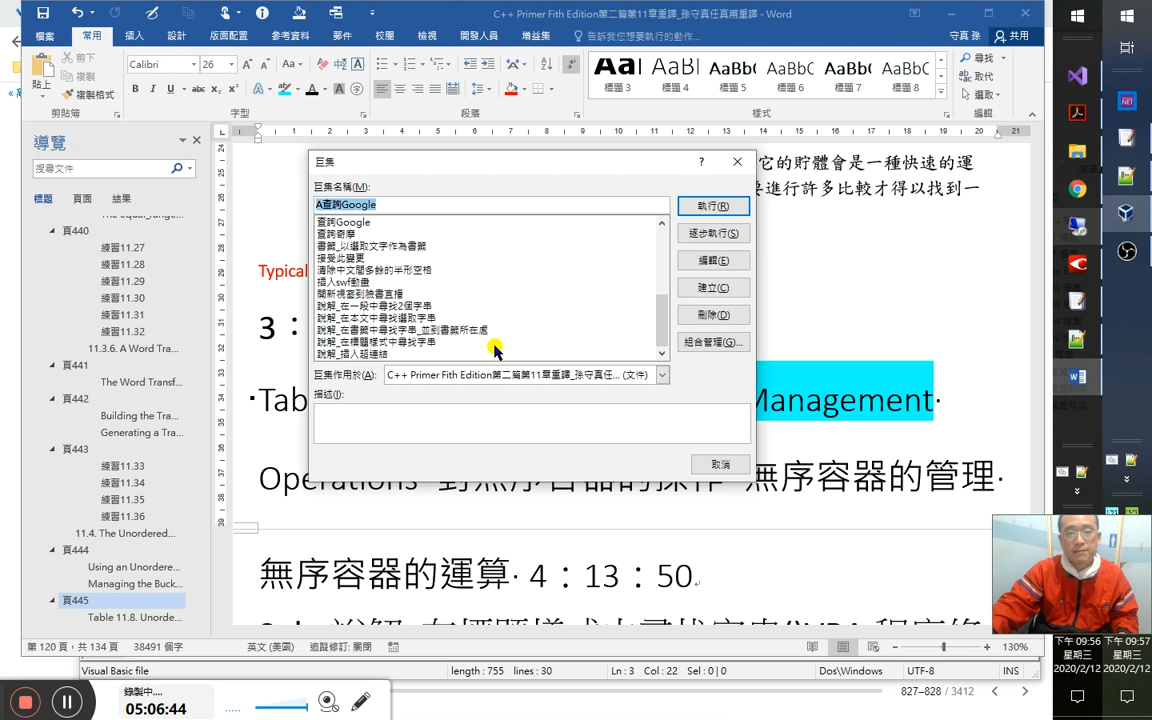 C++ Primer Fith Edition第二篇第11章重譯_孫守真任真甫重譯 - Word
檔案 常用 插入 設計 版面配置 參考資料 郵件 校閱 檢視 開發人員 增益集 告訴我您想要執行的動作... 守真 孫 共用
貼上 剪下 複製 複製格式
Calibri 26
標題 3 標題 4 標題 5 標題 6 標題 7 標題 8
尋找 取代 選取
剪貼簿 字型 段落 樣式 編輯
導覽
搜尋文件
標題 頁面 結果
頁440
練習11.27
練習11.28
練習11.29
練習11.30
練習11.31
練習11.32
11.3.6. A Word Tra...
頁441
The Word Transf...
頁442
Building the Tra...
Generating a Tra...
頁443
練習11.33
練習11.34
練習11.35
練習11.36
11.4. The Unordered...
頁444
Using an Unordere...
Managing the Buck...
頁445
Table 11.8. Unorde...
它的貯體會是一種快速的運
要進行許多比較才得以找到一
Typical
3：
Tab
Management
Operations
無序容器的管理
無序容器的運算 4：13：50
巨集
巨集名稱(M):
A查詢Google
查詢Google
查詢奇摩
書籤_以選取文字作為書籤
接受此變更
清除中文間多餘的半形空格
插入swf動畫
開新視窗到臉書直播
說解_在一段中尋找2個字串
說解_在本文中尋找選取字串
說解_在書籤中尋找字串_並到書籤所在處
說解_在標題樣式中尋找字串
說解_插入超連結
執行(R)
逐步執行(S)
編輯(E)
建立(C)
刪除(D)
組合管理(G)...
巨集作用於(A): C++ Primer Fith Edition第二篇第11章重譯_孫守真任... (文件)
描述(I):
取消
第 120 頁，共 134 頁 38491 個字 英文 (美國) 追蹤修訂: 關閉 130%
Visual Basic file length : 755 lines : 30 Ln : 3 Col : 22 Sel : 0 | 0 Dos\Windows UTF-8 INS
827–828 / 3412
錄製中...
05:06:44
下午 09:56
星期三
2020/2/12
下午 09:57
星期三
2020/2/12